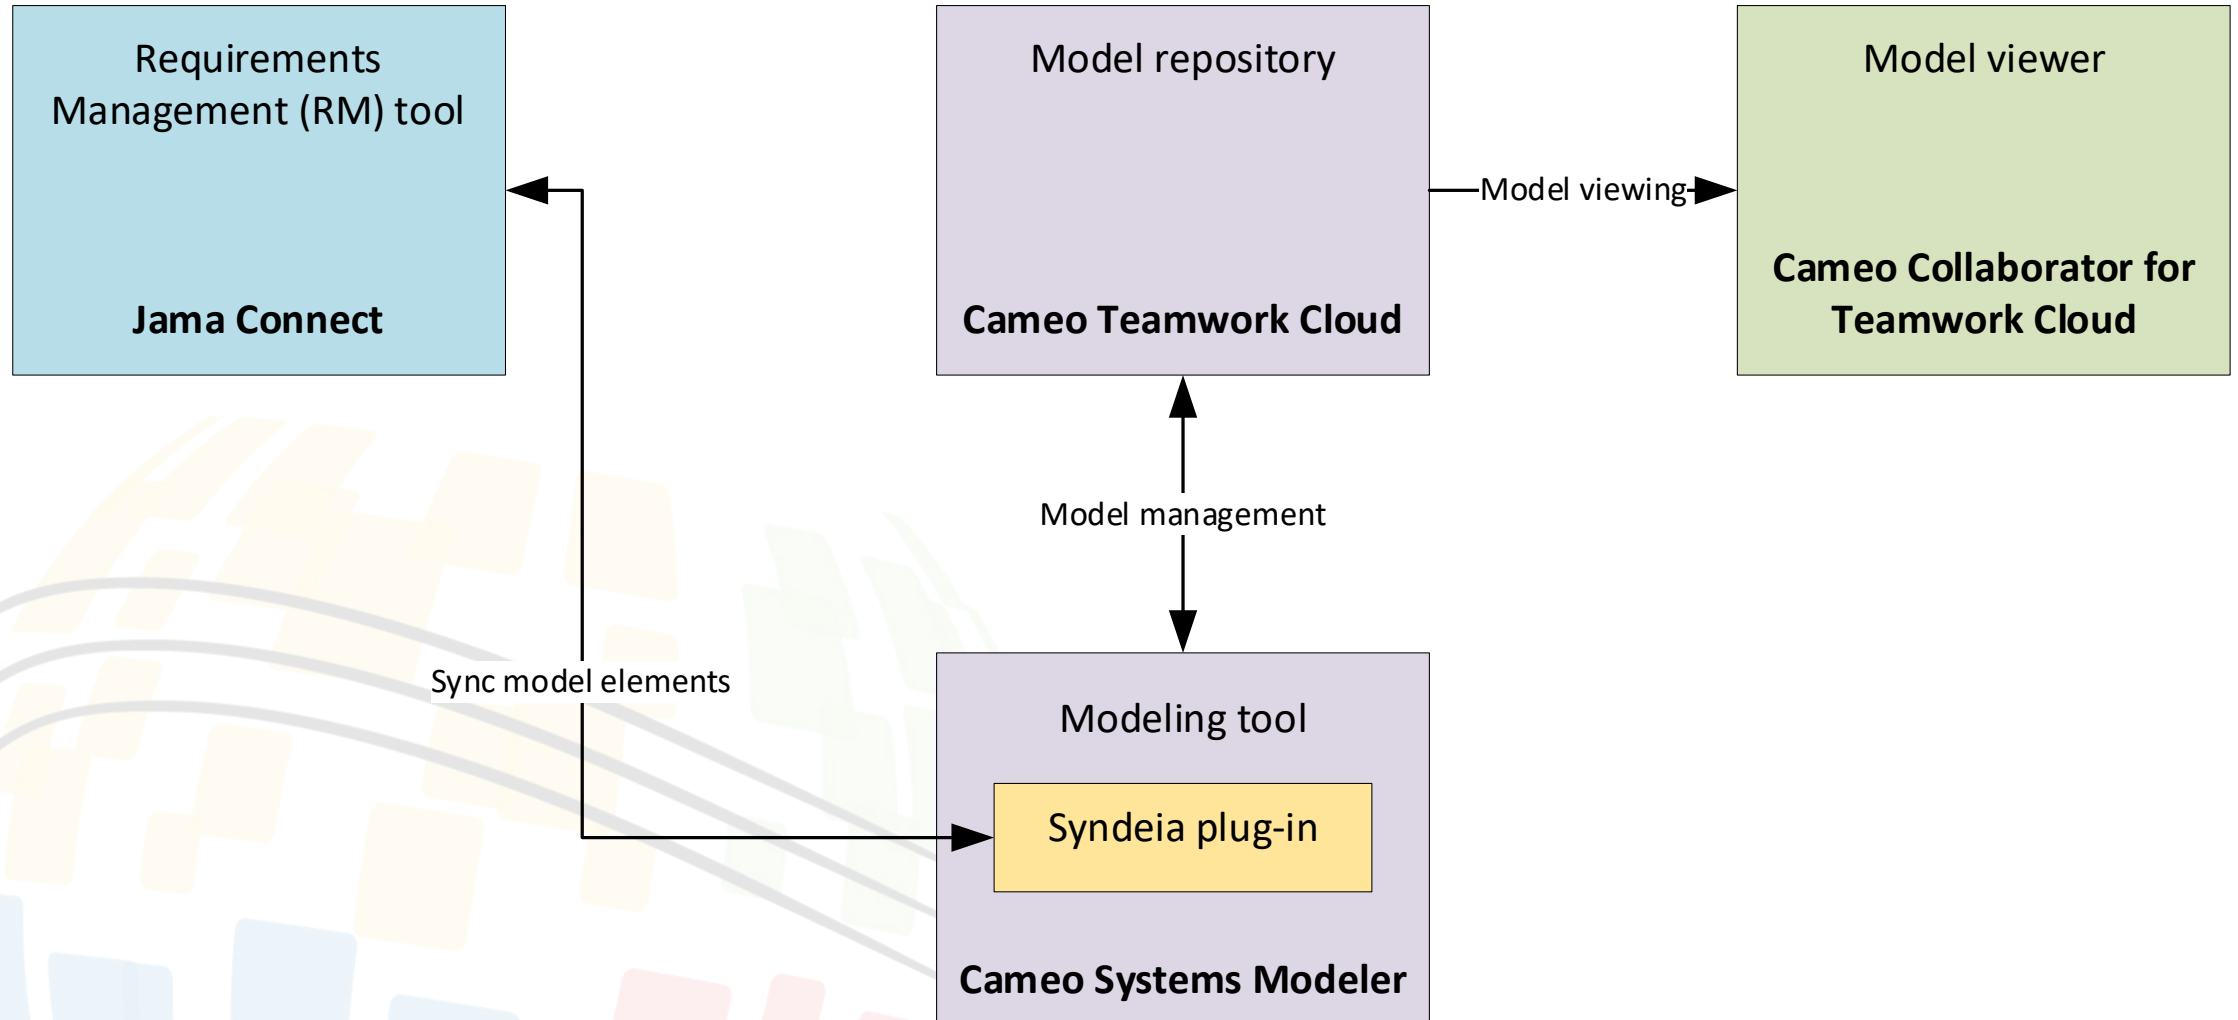 Requirements
Management (RM) tool
Jama Connect
Model repository
Cameo Teamwork Cloud
Model viewing
Model viewer
Cameo Collaborator for
Teamwork Cloud
Model management
Sync model elements
Modeling tool
Syndeia plug-in
Cameo Systems Modeler